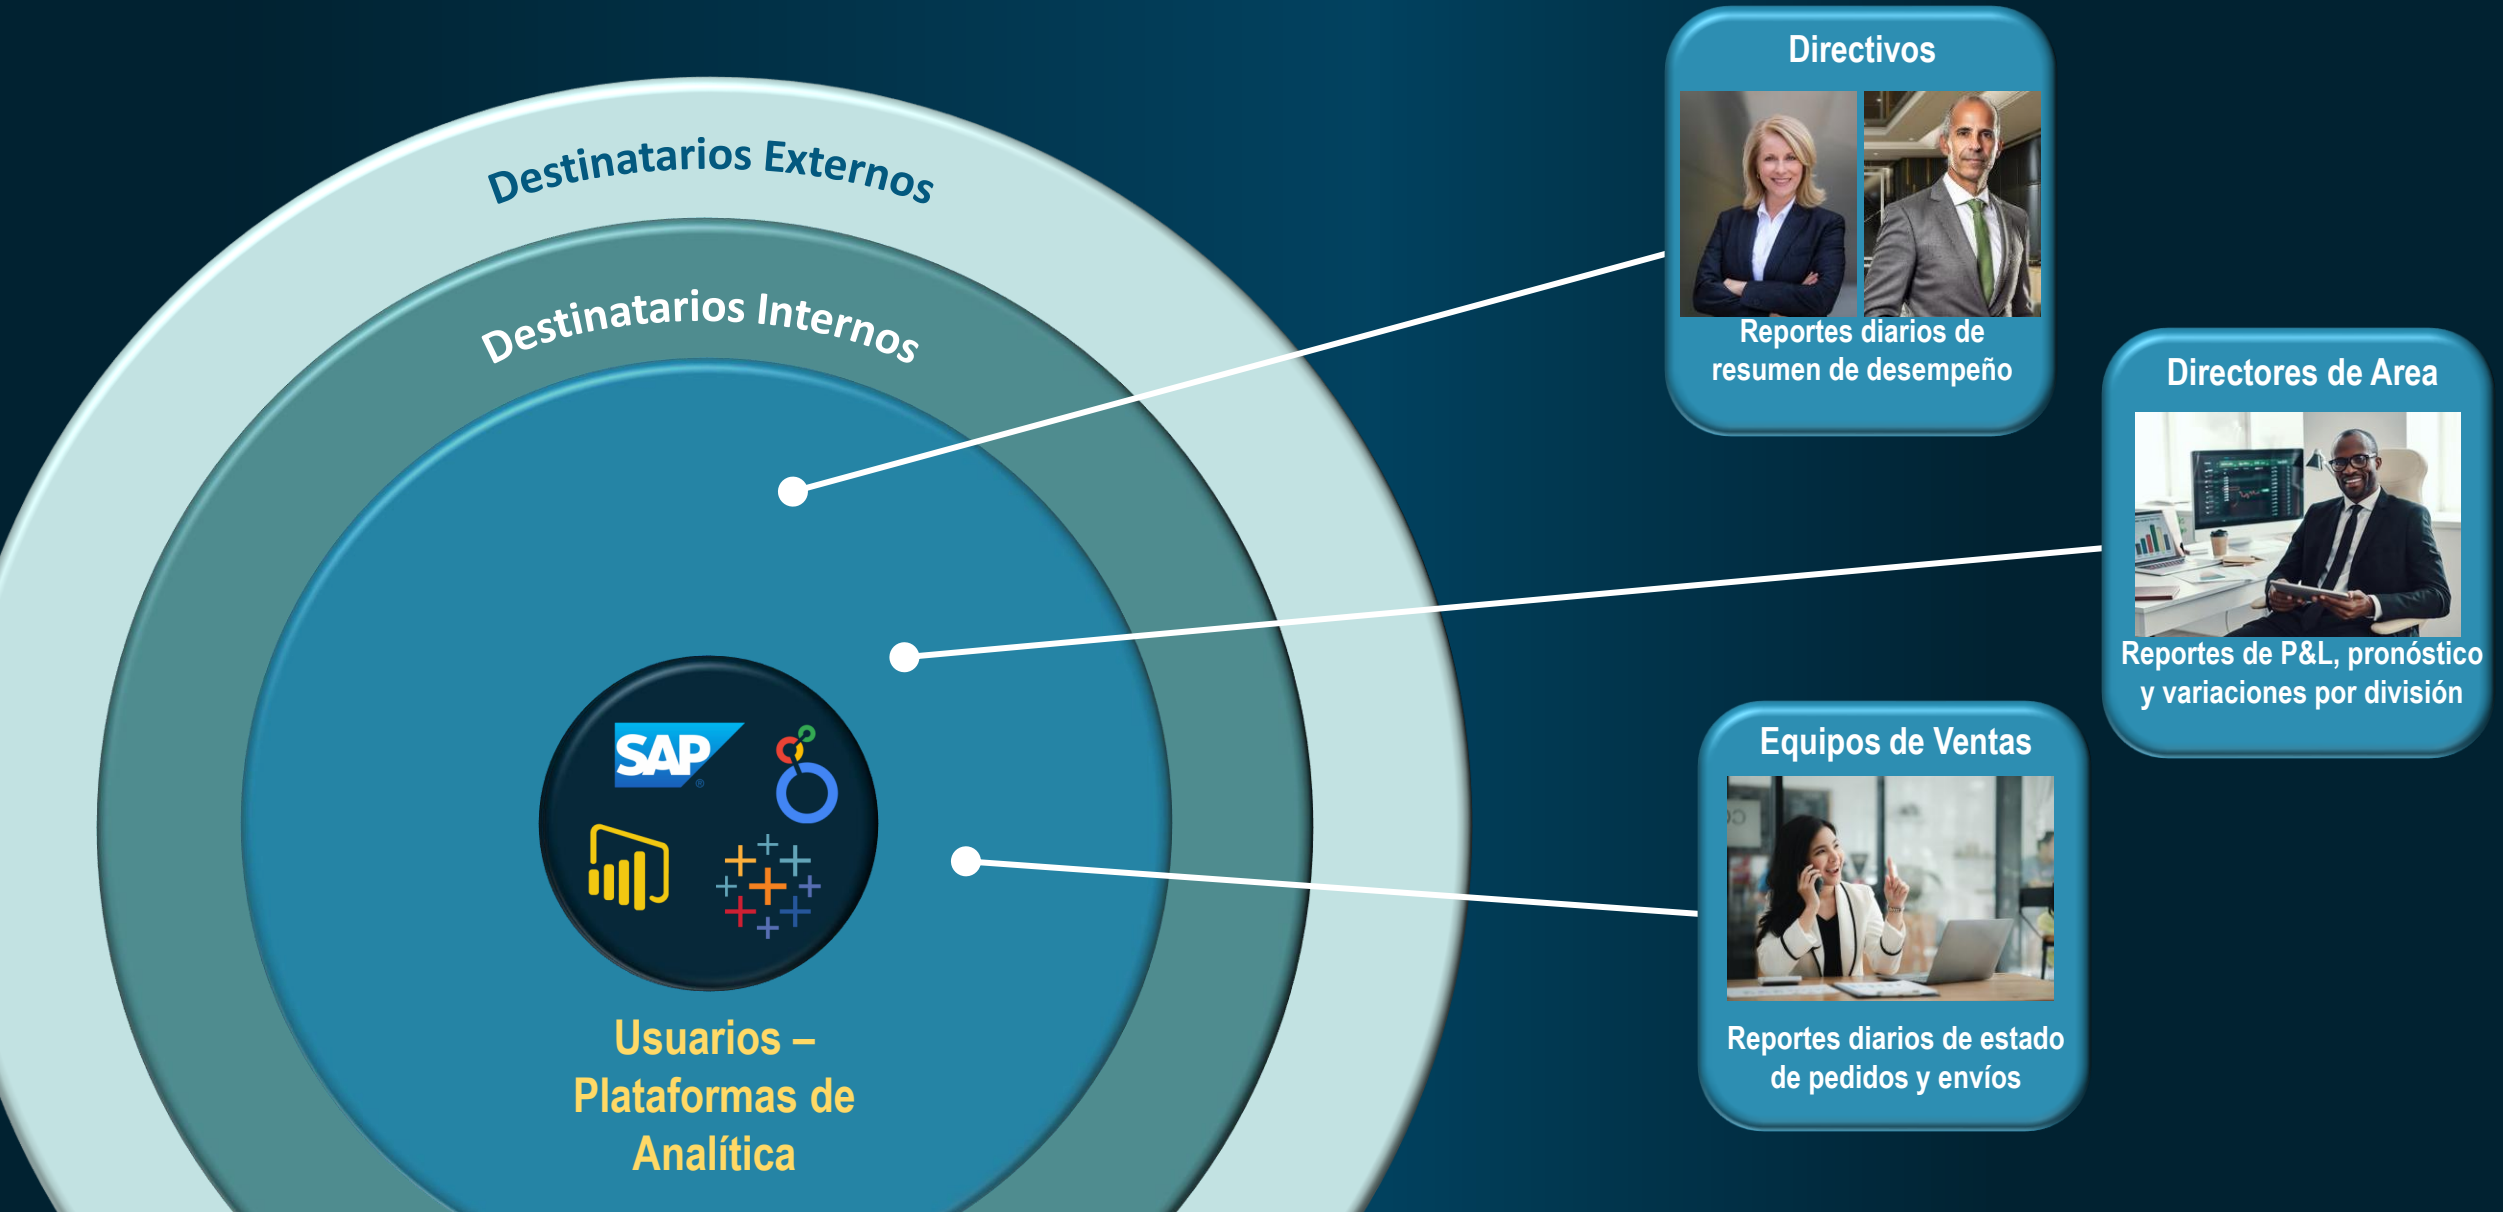 Destinatarios Externos
Destinatarios Internos
SAP
®
Usuarios –
Plataformas de
Analítica
Directivos
Reportes diarios de
resumen de desempeño
Directores de Area
Reportes de P&L, pronóstico
y variaciones por división
Equipos de Ventas
Reportes diarios de estado
de pedidos y envíos